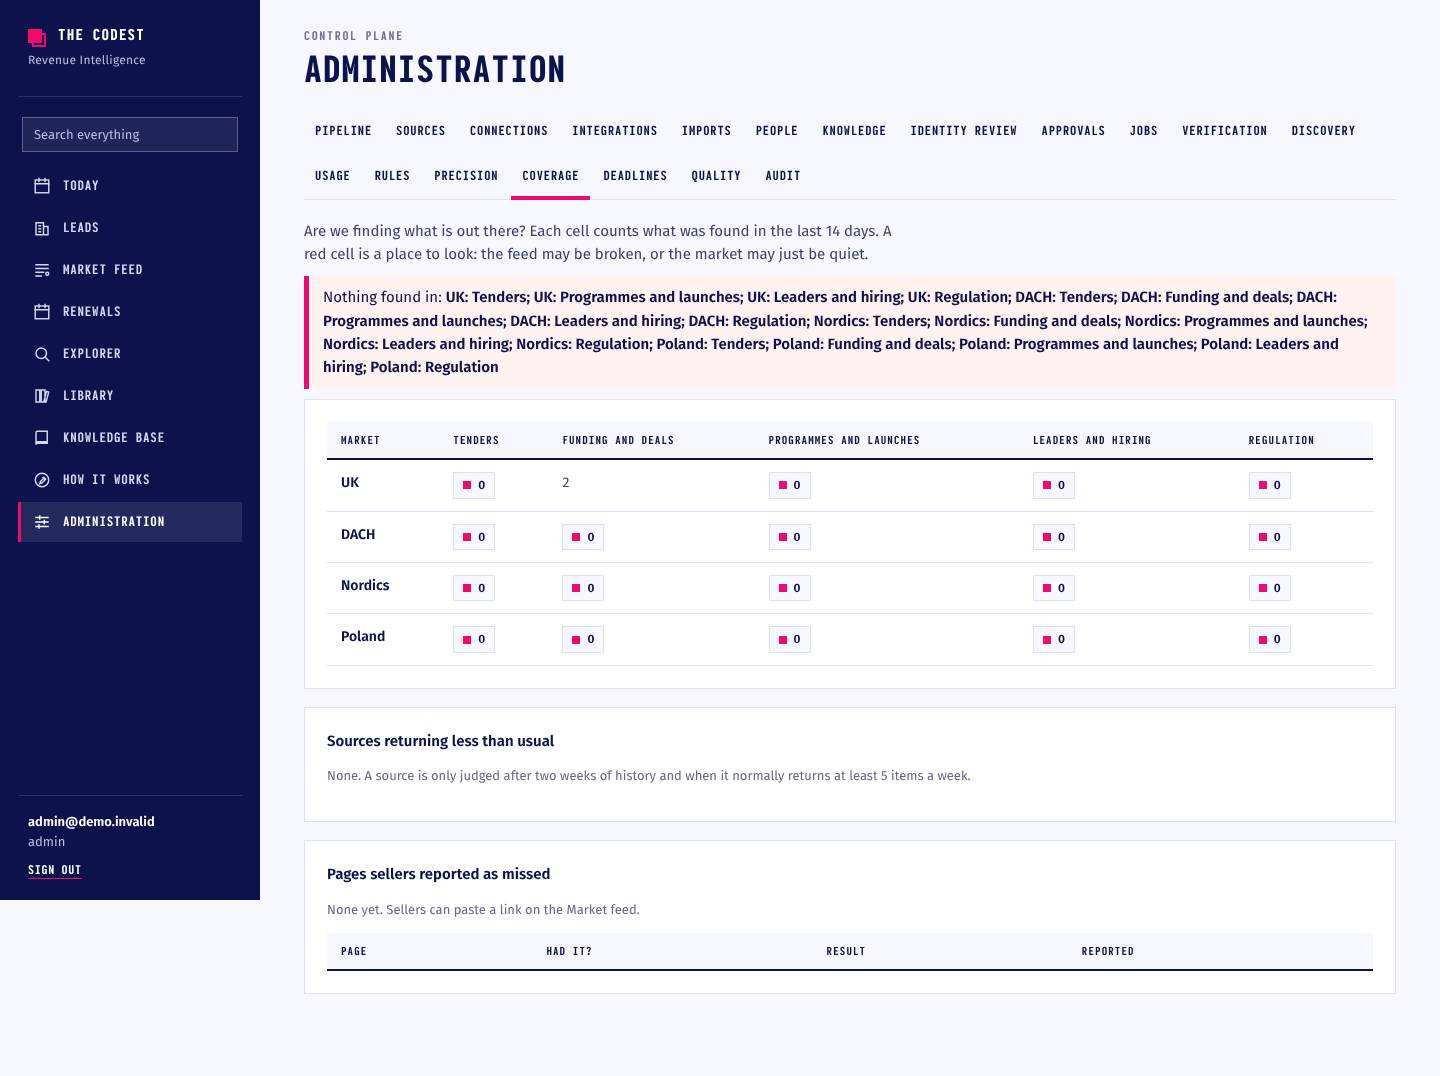 THE CODEST
Revenue Intelligence
Search everything
TODAY
LEADS
MARKET FEED
RENEWALS
EXPLORER
LIBRARY
KNOWLEDGE BASE
HOW IT WORKS
ADMINISTRATION
admin@demo.invalid
admin
SIGN OUT
CONTROL PLANE
ADMINISTRATION
PIPELINE SOURCES CONNECTIONS INTEGRATIONS IMPORTS PEOPLE KNOWLEDGE IDENTITY REVIEW APPROVALS JOBS VERIFICATION DISCOVERY
USAGE RULES PRECISION COVERAGE DEADLINES QUALITY AUDIT
Are we finding what is out there? Each cell counts what was found in the last 14 days. A
red cell is a place to look: the feed may be broken, or the market may just be quiet.
Nothing found in: UK: Tenders; UK: Programmes and launches; UK: Leaders and hiring; UK: Regulation; DACH: Tenders; DACH: Funding and deals; DACH:
Programmes and launches; DACH: Leaders and hiring; DACH: Regulation; Nordics: Tenders; Nordics: Funding and deals; Nordics: Programmes and launches;
Nordics: Leaders and hiring; Nordics: Regulation; Poland: Tenders; Poland: Funding and deals; Poland: Programmes and launches; Poland: Leaders and
hiring; Poland: Regulation
MARKET TENDERS FUNDING AND DEALS PROGRAMMES AND LAUNCHES LEADERS AND HIRING REGULATION
UK 0 2 0 0 0
DACH 0 0 0 0 0
Nordics 0 0 0 0 0
Poland 0 0 0 0 0
Sources returning less than usual
None. A source is only judged after two weeks of history and when it normally returns at least 5 items a week.
Pages sellers reported as missed
None yet. Sellers can paste a link on the Market feed.
PAGE HAD IT? RESULT REPORTED